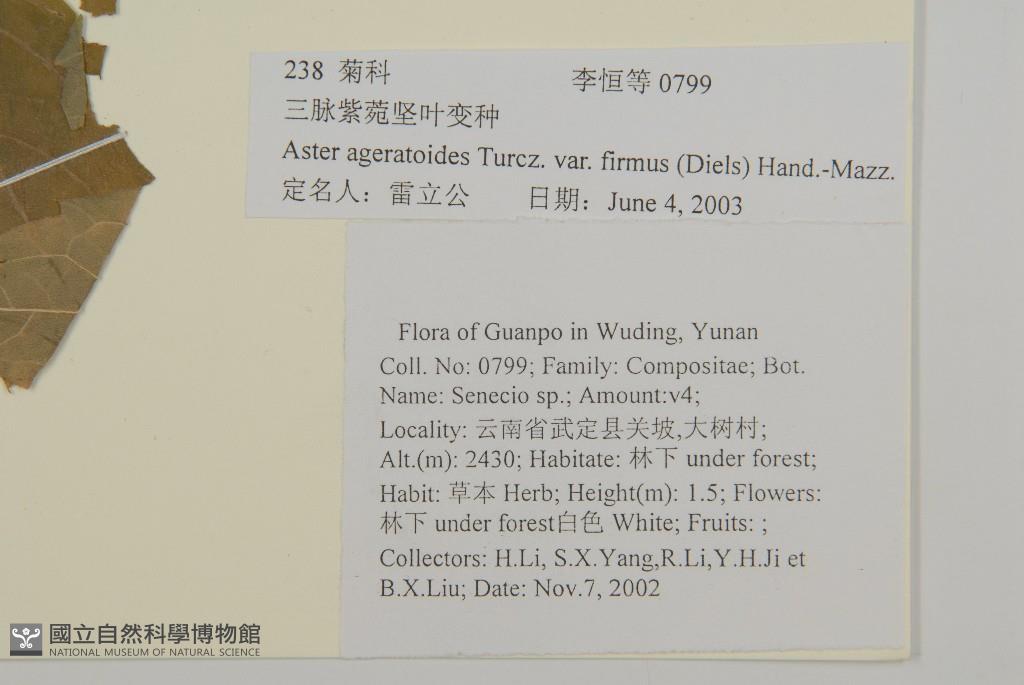 238 菊科 李恒等 0799
三脉紫菀坚叶变种
Aster ageratoides Turcz. var. firmus (Diels) Hand.-Mazz.
定名人：雷立公 日期：June 4, 2003
Flora of Guanpo in Wuding, Yunan
Coll. No: 0799; Family: Compositae; Bot.
Name: Senecio sp.; Amount:v4;
Locality: 云南省武定县关坡,大树村;
Alt.(m): 2430; Habitate: 林下 under forest;
Habit: 草本 Herb; Height(m): 1.5; Flowers:
林下 under forest白色 White; Fruits: ;
Collectors: H.Li, S.X.Yang,R.Li,Y.H.Ji et
B.X.Liu; Date: Nov.7, 2002
國立自然科學博物館
NATIONAL MUSEUM OF NATURAL SCIENCE